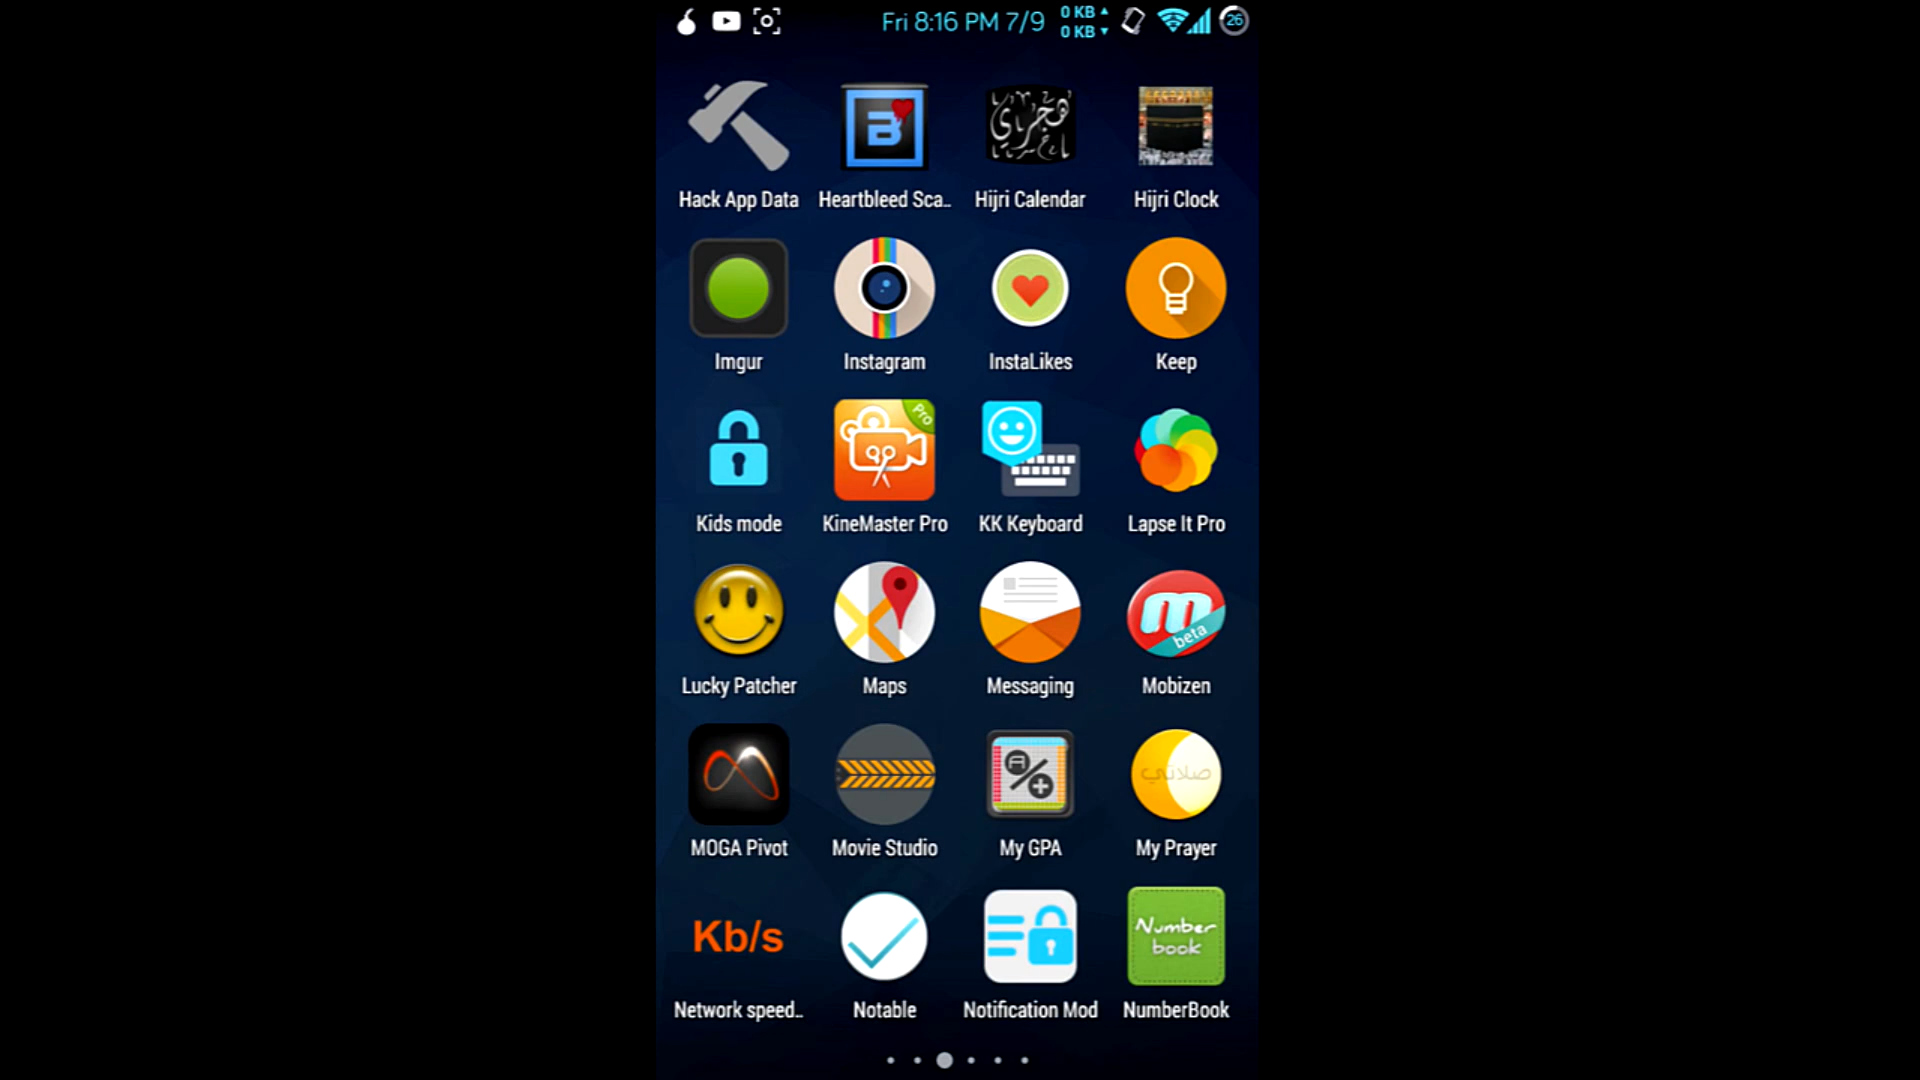 Fri 8:16 PM 7/9
0 KB
0 KB
26
هجري
Hack App Data
Heartbleed Sca..
Hijri Calendar
Hijri Clock
Imgur
Instagram
InstaLikes
Keep
Pro
Kids mode
KineMaster Pro
KK Keyboard
Lapse It Pro
m
beta
Lucky Patcher
Maps
Messaging
Mobizen
صلاتي
MOGA Pivot
Movie Studio
My GPA
My Prayer
Kb/s
Number
book
Network speed..
Notable
Notification Mod
NumberBook